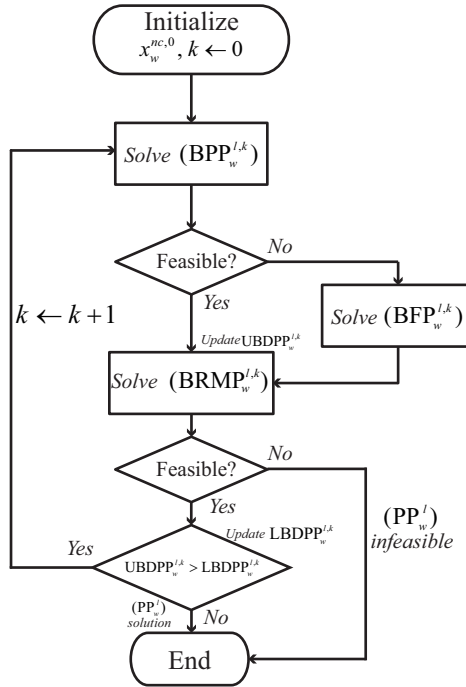 Initialize
x_w^{nc,0}, k ← 0
Solve (BPP_w^{l,k})
Feasible?
No
Yes
k ← k+1
Solve (BFP_w^{l,k})
Update UBDPP_w^{l,k}
Solve (BRMP_w^{l,k})
Feasible?
No
Yes
(PP_w^l)
infeasible
Update LBDPP_w^{l,k}
Yes
UBDPP_w^{l,k} > LBDPP_w^{l,k}
(PP_w^l)
solution
No
End